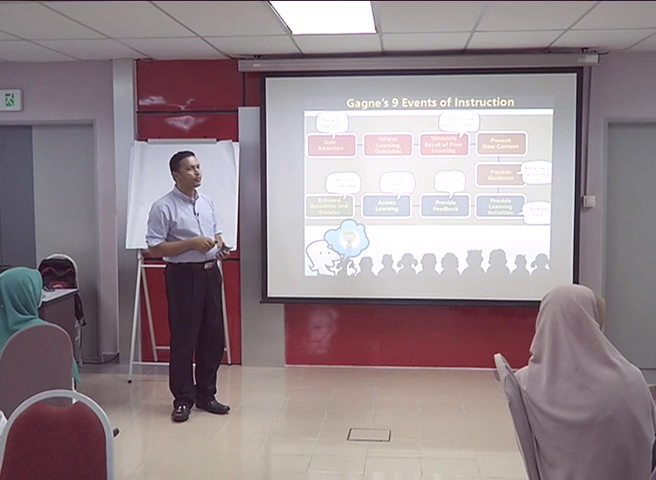 Gagne's 9 Events of Instruction
Gain
Attention
Inform
Learning
Outcomes
Stimulate
Recall of Prior
Learning
Present
New Content
Provide
Guidance
Enhance
Retention and
Transfer
Assess
Learning
Provide
Feedback
Provide
Learning
Activities